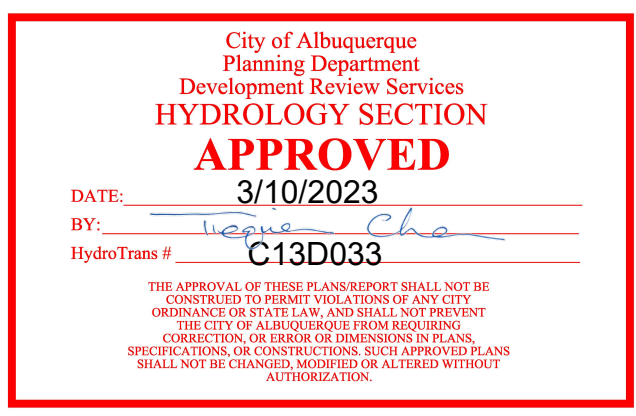 City of Albuquerque
Planning Department
Development Review Services
HYDROLOGY SECTION
APPROVED
DATE: 3/10/2023
BY:
HydroTrans # C13D033
THE APPROVAL OF THESE PLANS/REPORT SHALL NOT BE
CONSTRUED TO PERMIT VIOLATIONS OF ANY CITY
ORDINANCE OR STATE LAW, AND SHALL NOT PREVENT
THE CITY OF ALBUQUERQUE FROM REQUIRING
CORRECTION, OR ERROR OR DIMENSIONS IN PLANS,
SPECIFICATIONS, OR CONSTRUCTIONS. SUCH APPROVED PLANS
SHALL NOT BE CHANGED, MODIFIED OR ALTERED WITHOUT
AUTHORIZATION.